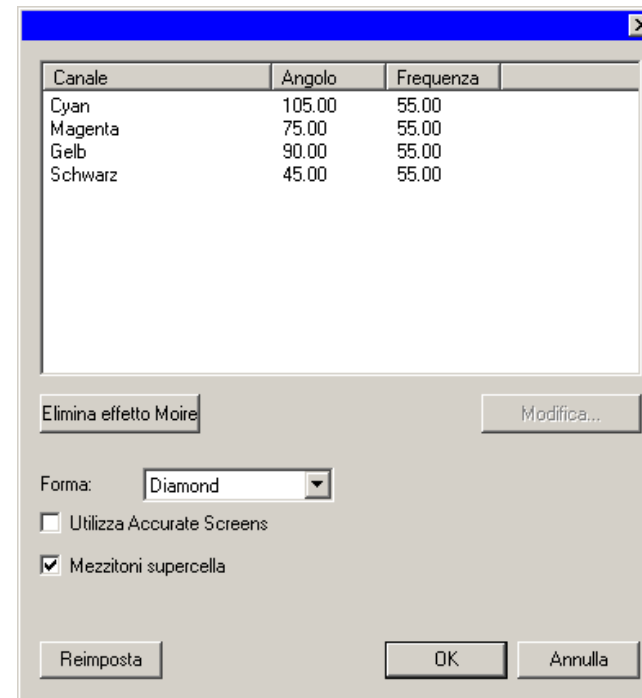 Canale Angolo Frequenza
Cyan 105.00 55.00
Magenta 75.00 55.00
Gelb 90.00 55.00
Schwarz 45.00 55.00
Elimina effetto Moire Modifica...
Forma: Diamond
Utilizza Accurate Screens
Mezzitoni supercella
Reimposta OK Annulla